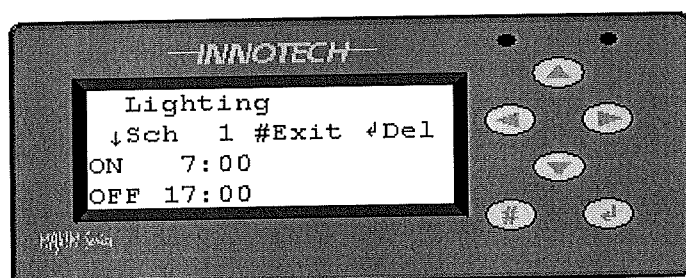 INNOTECH
Lighting
↓Sch 1 #Exit ↲Del
ON 7:00
OFF 17:00
#